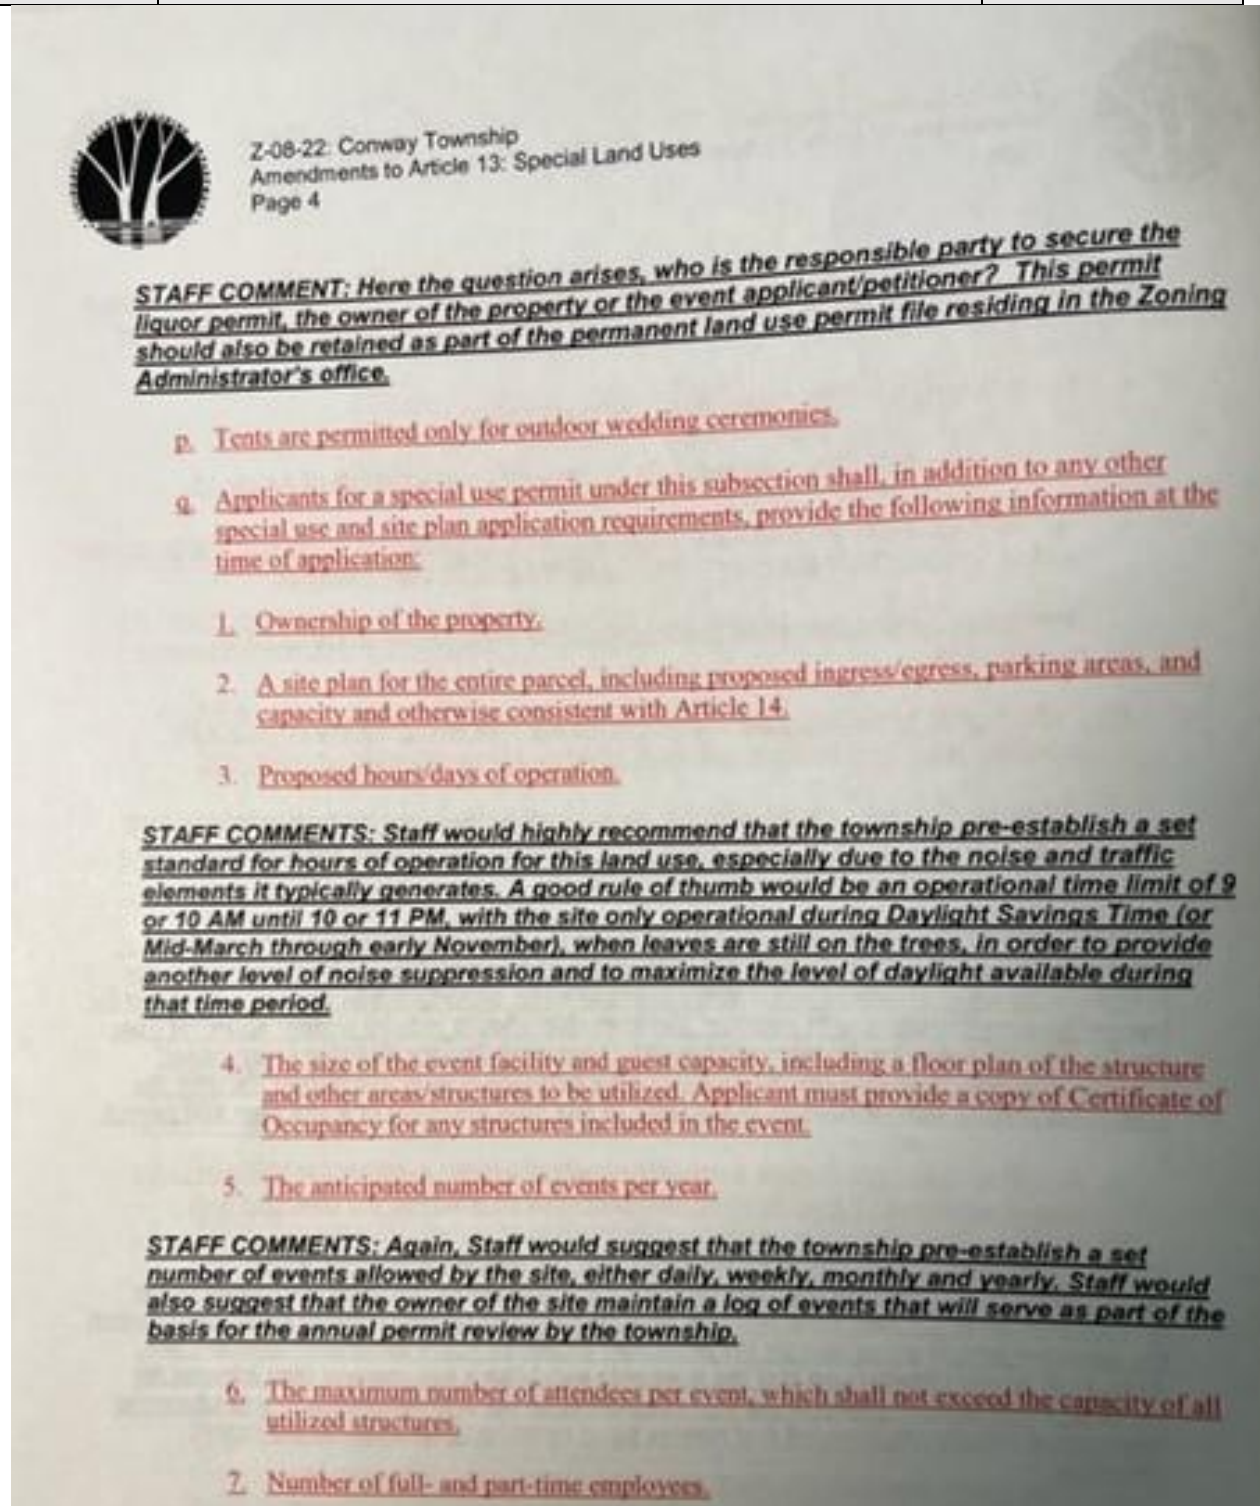 Z-08-22: Conway Township
Amendments to Article 13: Special Land Uses
Page 4
STAFF COMMENT: Here the question arises, who is the responsible party to secure the
liquor permit, the owner of the property or the event applicant/petitioner? This permit
should also be retained as part of the permanent land use permit file residing in the Zoning
Administrator's office.
p. Tents are permitted only for outdoor wedding ceremonies.
q. Applicants for a special use permit under this subsection shall, in addition to any other
special use and site plan application requirements, provide the following information at the
time of application:
1. Ownership of the property.
2. A site plan for the entire parcel, including proposed ingress/egress, parking areas, and
capacity and otherwise consistent with Article 14.
3. Proposed hours/days of operation.
STAFF COMMENTS: Staff would highly recommend that the township pre-establish a set
standard for hours of operation for this land use, especially due to the noise and traffic
elements it typically generates. A good rule of thumb would be an operational time limit of 9
or 10 AM until 10 or 11 PM, with the site only operational during Daylight Savings Time (or
Mid-March through early November), when leaves are still on the trees, in order to provide
another level of noise suppression and to maximize the level of daylight available during
that time period.
4. The size of the event facility and guest capacity, including a floor plan of the structure
and other areas/structures to be utilized. Applicant must provide a copy of Certificate of
Occupancy for any structures included in the event.
5. The anticipated number of events per year.
STAFF COMMENTS: Again, Staff would suggest that the township pre-establish a set
number of events allowed by the site, either daily, weekly, monthly and yearly. Staff would
also suggest that the owner of the site maintain a log of events that will serve as part of the
basis for the annual permit review by the township.
6. The maximum number of attendees per event, which shall not exceed the capacity of all
utilized structures.
7. Number of full- and part-time employees.